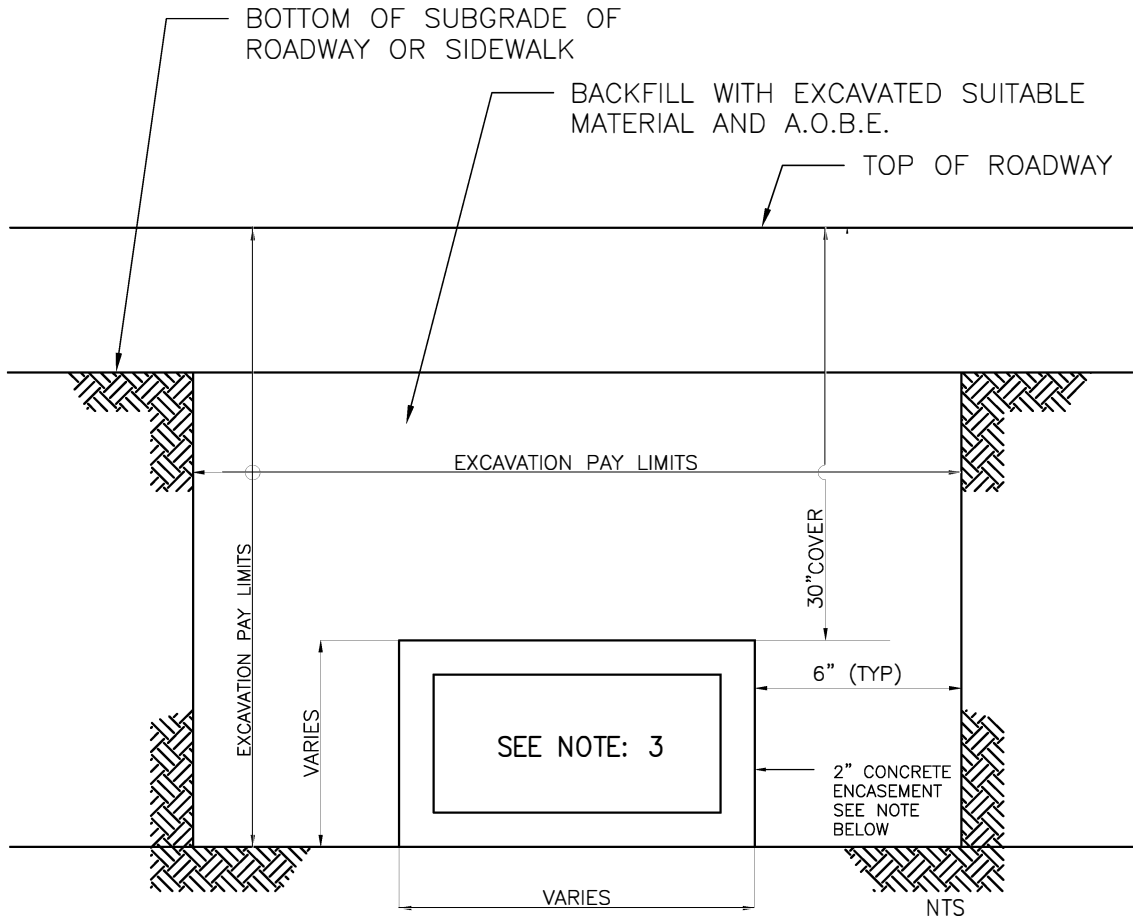 BOTTOM OF SUBGRADE OF
ROADWAY OR SIDEWALK
BACKFILL WITH EXCAVATED SUITABLE
MATERIAL AND A.O.B.E.
TOP OF ROADWAY
EXCAVATION PAY LIMITS
EXCAVATION PAY LIMITS
30"COVER
VARIES
6" (TYP)
SEE NOTE: 3
2" CONCRETE
ENCASEMENT
SEE NOTE
BELOW
VARIES
NTS